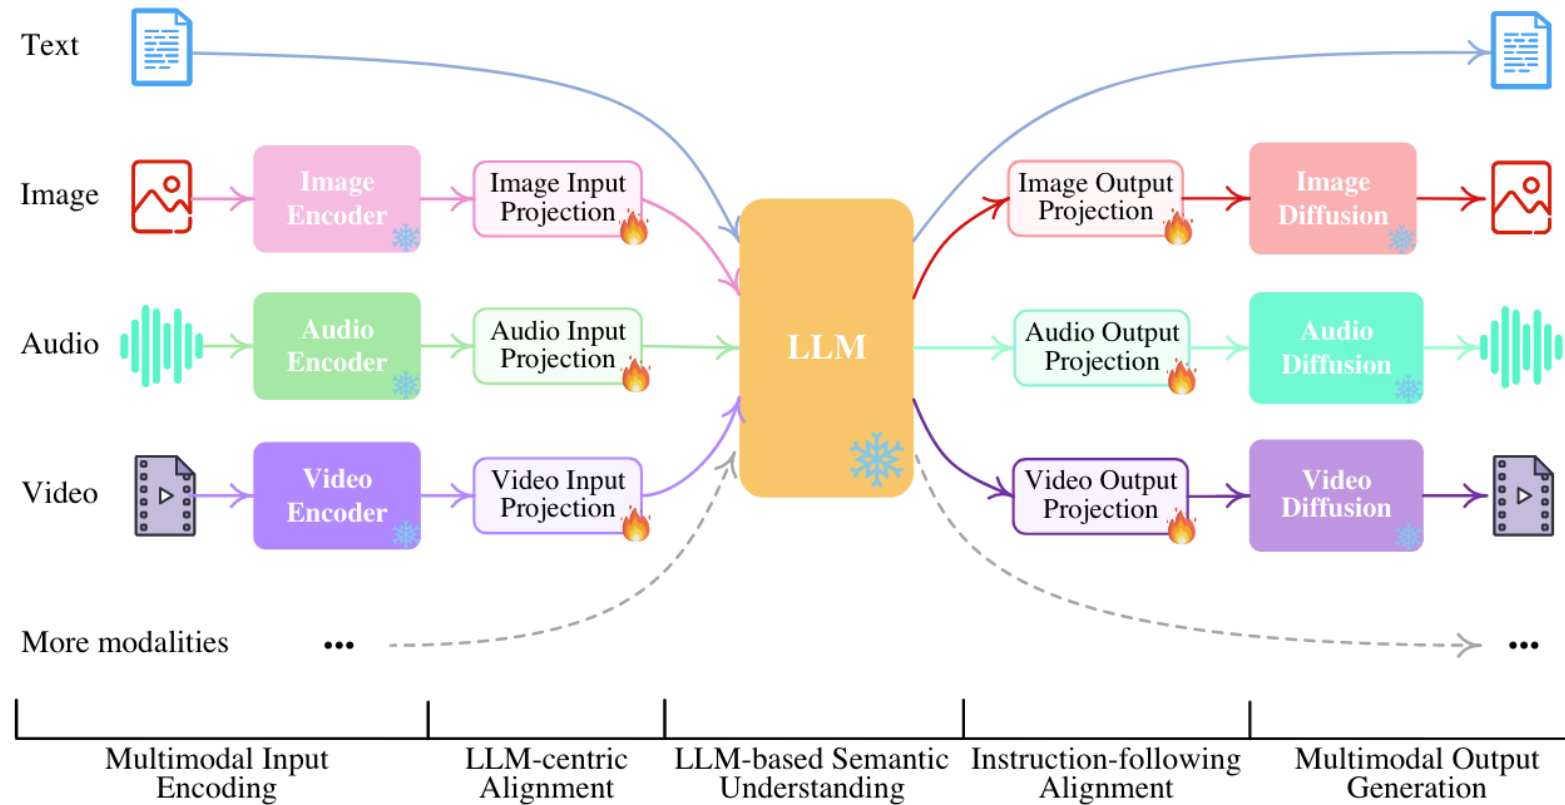 Text
Image
Image
Encoder
Image Input
Projection
Image Output
Projection
Image
Diffusion
Audio
Audio
Encoder
Audio Input
Projection
LLM
Audio Output
Projection
Audio
Diffusion
Video
Video
Encoder
Video Input
Projection
Video Output
Projection
Video
Diffusion
More modalities
...
...
Multimodal Input
Encoding
LLM-centric
Alignment
LLM-based Semantic
Understanding
Instruction-following
Alignment
Multimodal Output
Generation